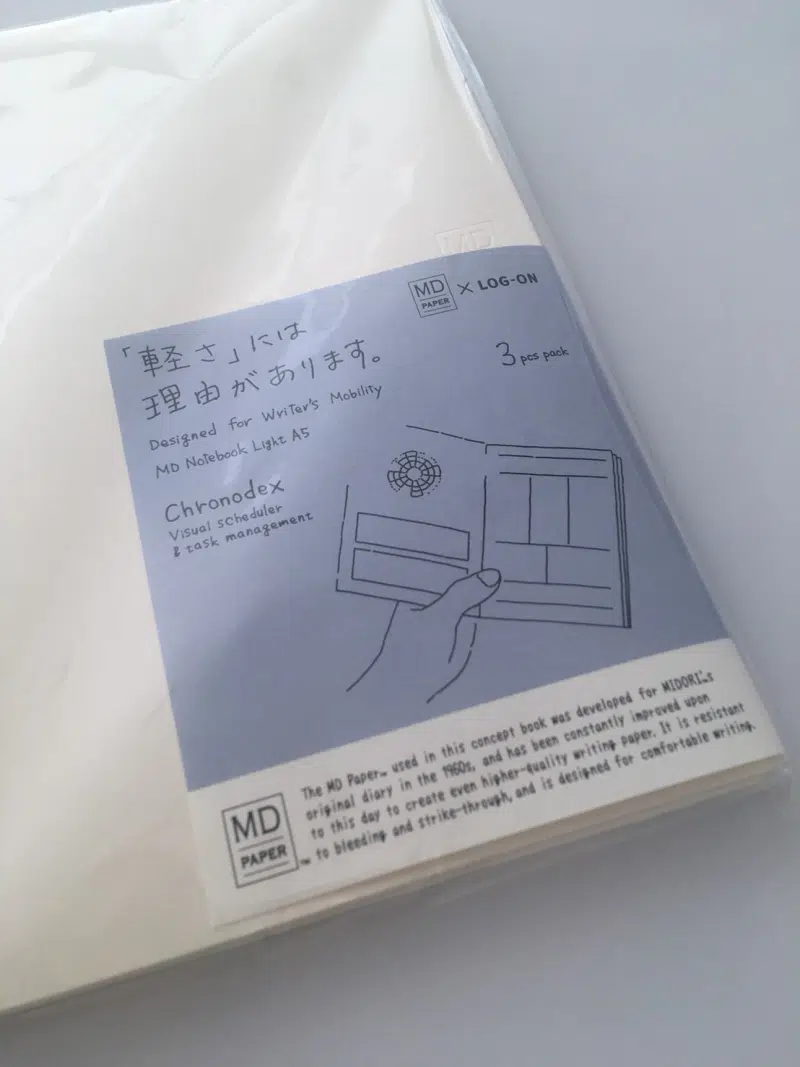 MD
MD
PAPER
× LOG-ON
「軽さ」には
理由があります。
3 pcs pack
Designed for Writer's Mobility
MD Notebook Light A5
Chronodex
Visual scheduler
& task management
The MD Paper™ used in this concept book was developed for MIDORI's
original diary in the 1960s, and has been constantly improved upon
to this day to create even higher-quality writing paper. It is resistant
to bleeding and strike-through, and is designed for comfortable writing.
MD
PAPER™